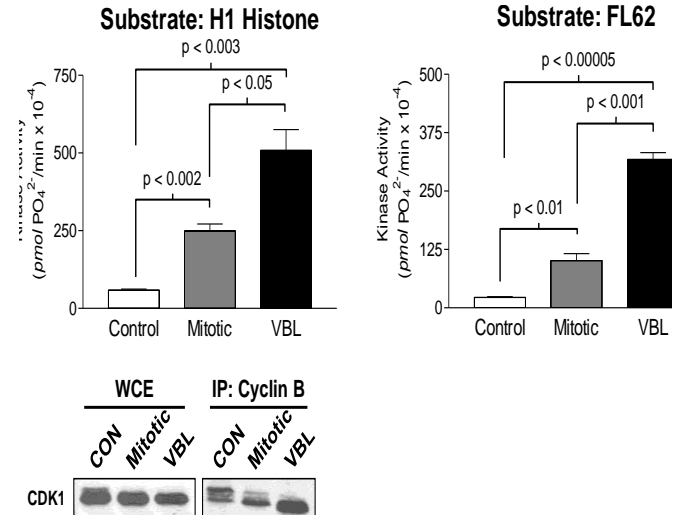 Substrate: H1 Histone
p < 0.003
p < 0.05
p < 0.002
Kinase Activity
(pmol PO₄²⁻/min x 10⁻⁴)
750
500
250
0
Control Mitotic VBL
Substrate: FL62
p < 0.00005
p < 0.001
p < 0.01
Kinase Activity
(pmol PO₄²⁻/min x 10⁻⁴)
500
375
250
125
0
Control Mitotic VBL
WCE IP: Cyclin B
CON Mitotic VBL CON Mitotic VBL
CDK1